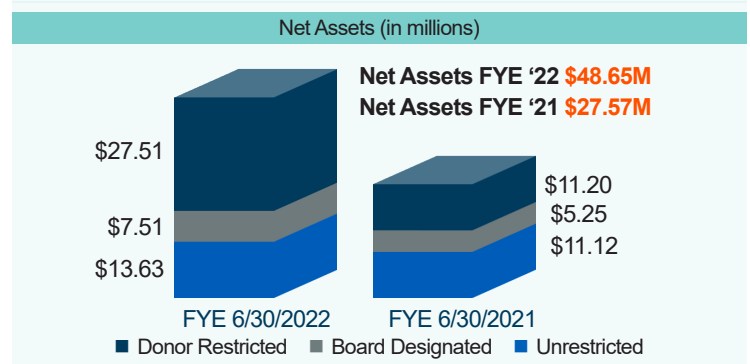 Net Assets (in millions)
Net Assets FYE ‘22 $48.65M
Net Assets FYE ‘21 $27.57M
$27.51
$7.51
$13.63
$11.20
$5.25
$11.12
FYE 6/30/2022
FYE 6/30/2021
Donor Restricted
Board Designated
Unrestricted